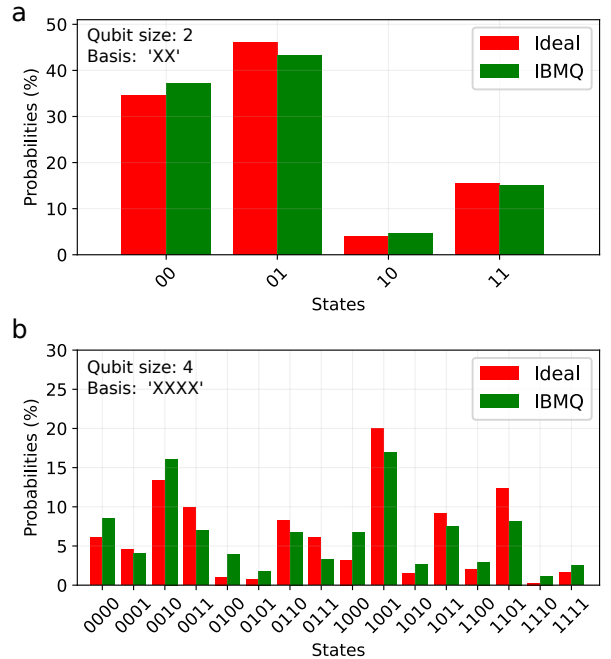 a
Qubit size: 2
Basis: 'XX'
Ideal
IBMQ
Probabilities (%)
50
40
30
20
10
0
00
01
10
11
States
b
Qubit size: 4
Basis: 'XXXX'
Ideal
IBMQ
Probabilities (%)
30
25
20
15
10
5
0
0000
0001
0010
0011
0100
0101
0110
0111
1000
1001
1010
1011
1100
1101
1110
1111
States